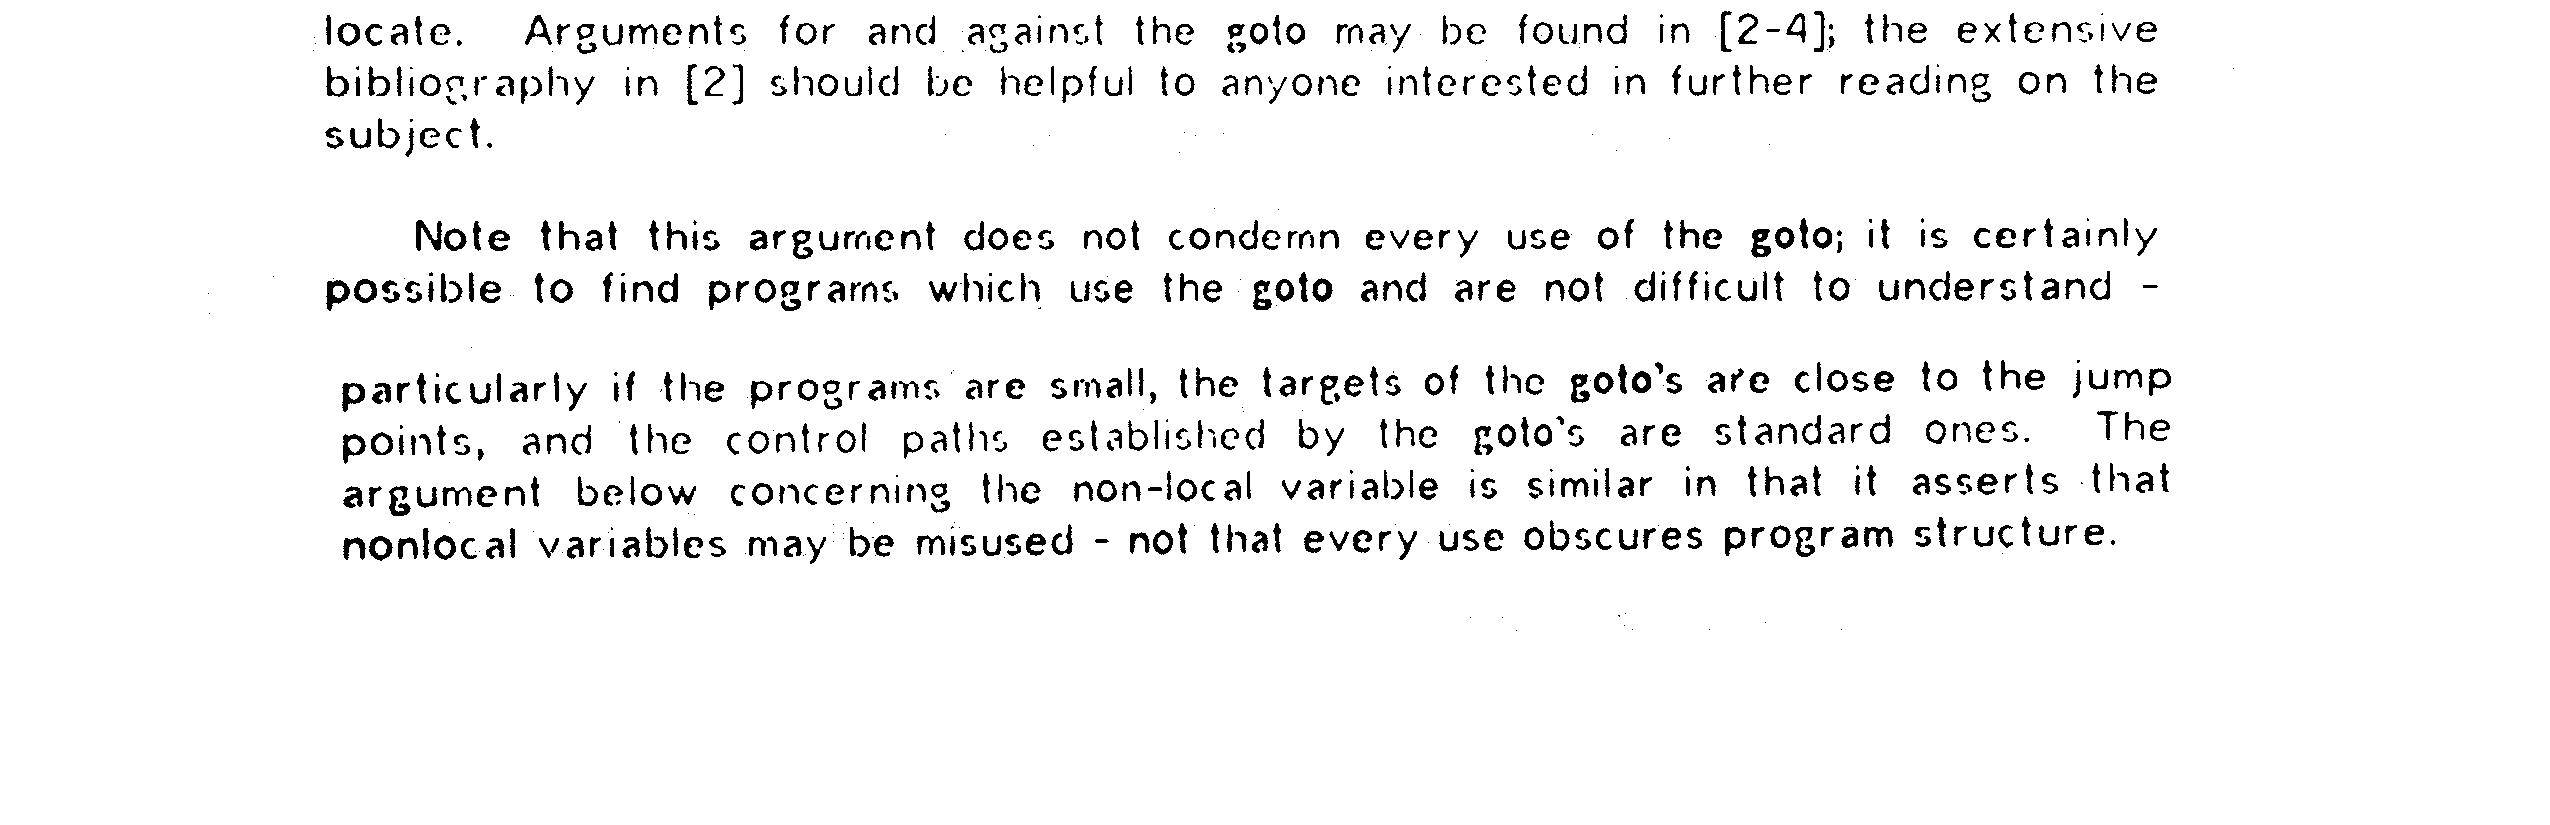 locate. Arguments for and against the goto may be found in [2-4]; the extensive
bibliography in [2] should be helpful to anyone interested in further reading on the
subject.
Note that this argument does not condemn every use of the goto; it is certainly
possible to find programs which use the goto and are not difficult to understand -
particularly if the programs are small, the targets of the goto's are close to the jump
points, and the control paths established by the goto's are standard ones. The
argument below concerning the non-local variable is similar in that it asserts that
nonlocal variables may be misused - not that every use obscures program structure.